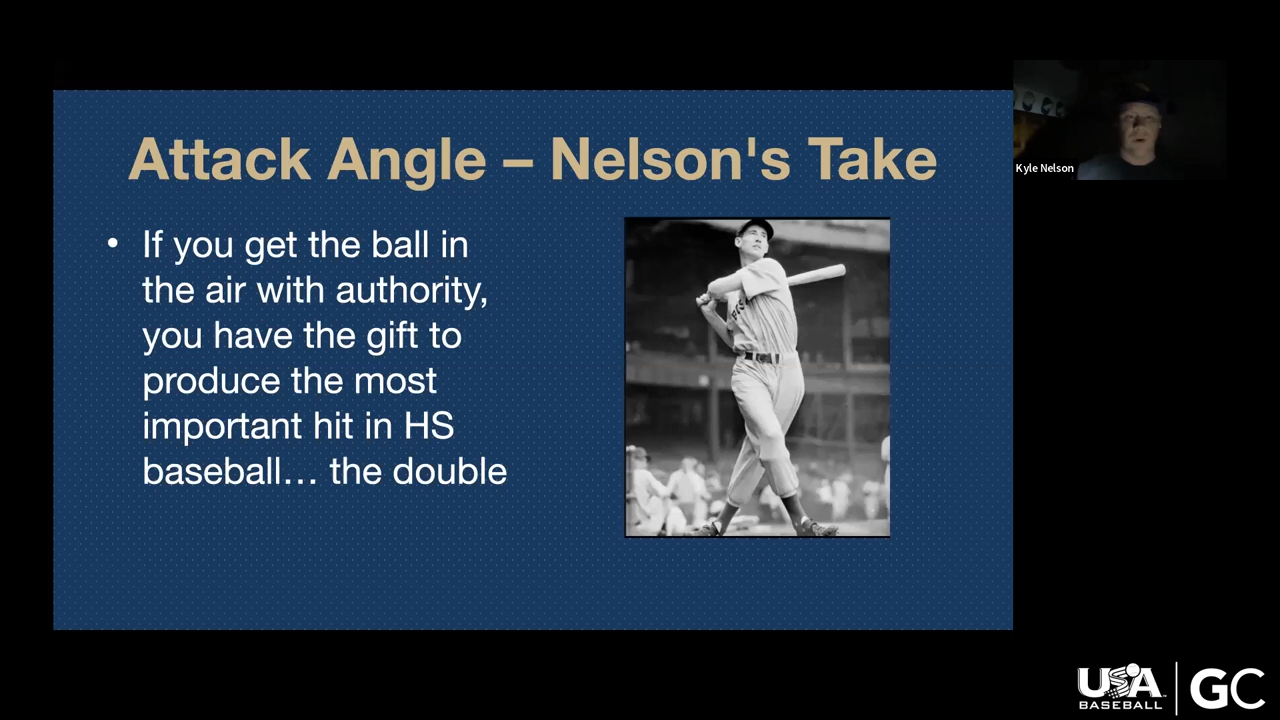 Attack Angle – Nelson's Take
Kyle Nelson
• If you get the ball in
the air with authority,
you have the gift to
produce the most
important hit in HS
baseball… the double
USA
BASEBALL
GC